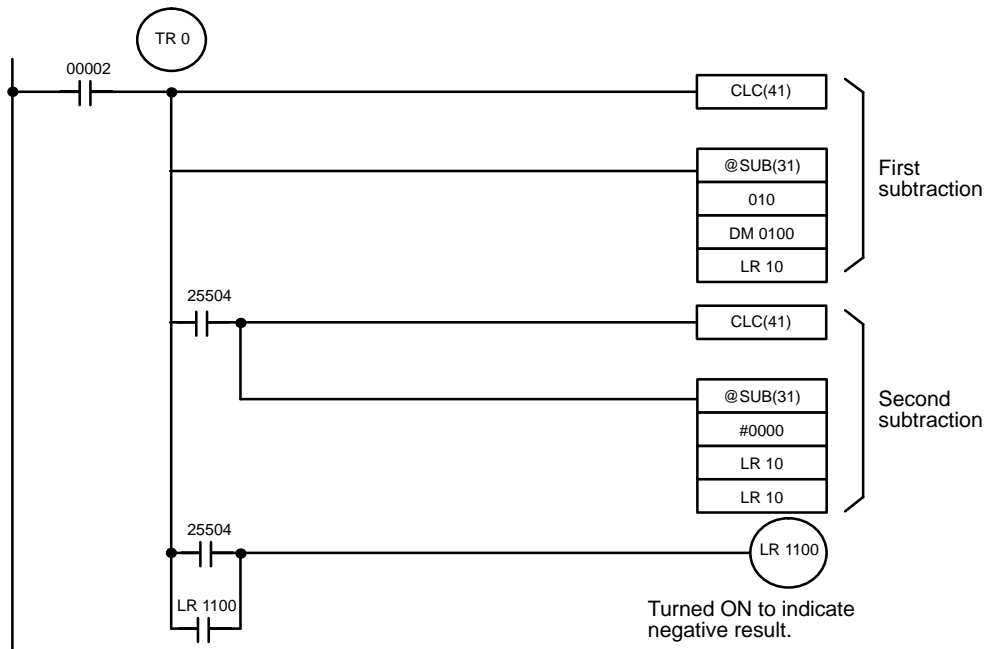 TR 0
00002
CLC(41)
@SUB(31)
010
DM 0100
LR 10
First
subtraction
25504
CLC(41)
@SUB(31)
#0000
LR 10
LR 10
Second
subtraction
25504
LR 1100
LR 1100
Turned ON to indicate
negative result.